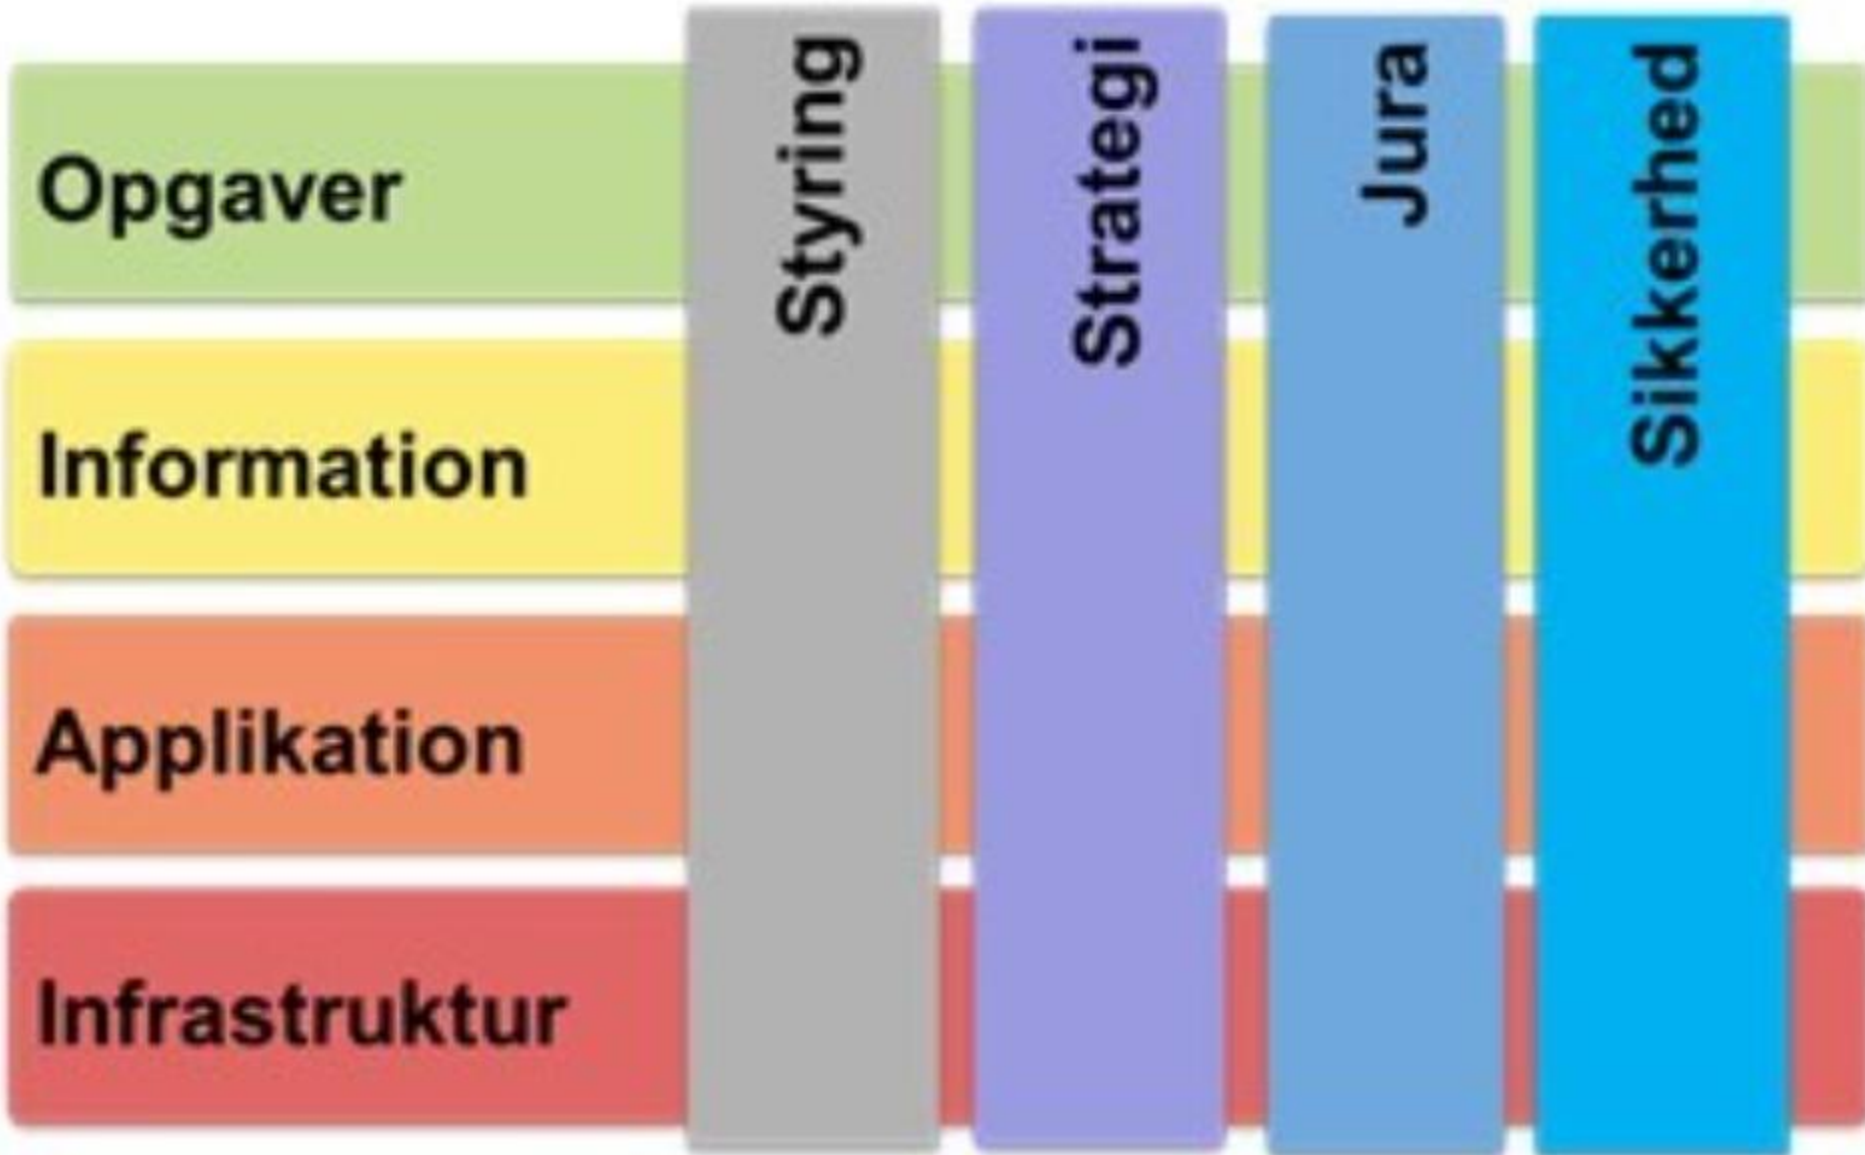 Styring
Strategi
Jura
Sikkerhed
Opgaver
Information
Applikation
Infrastruktur